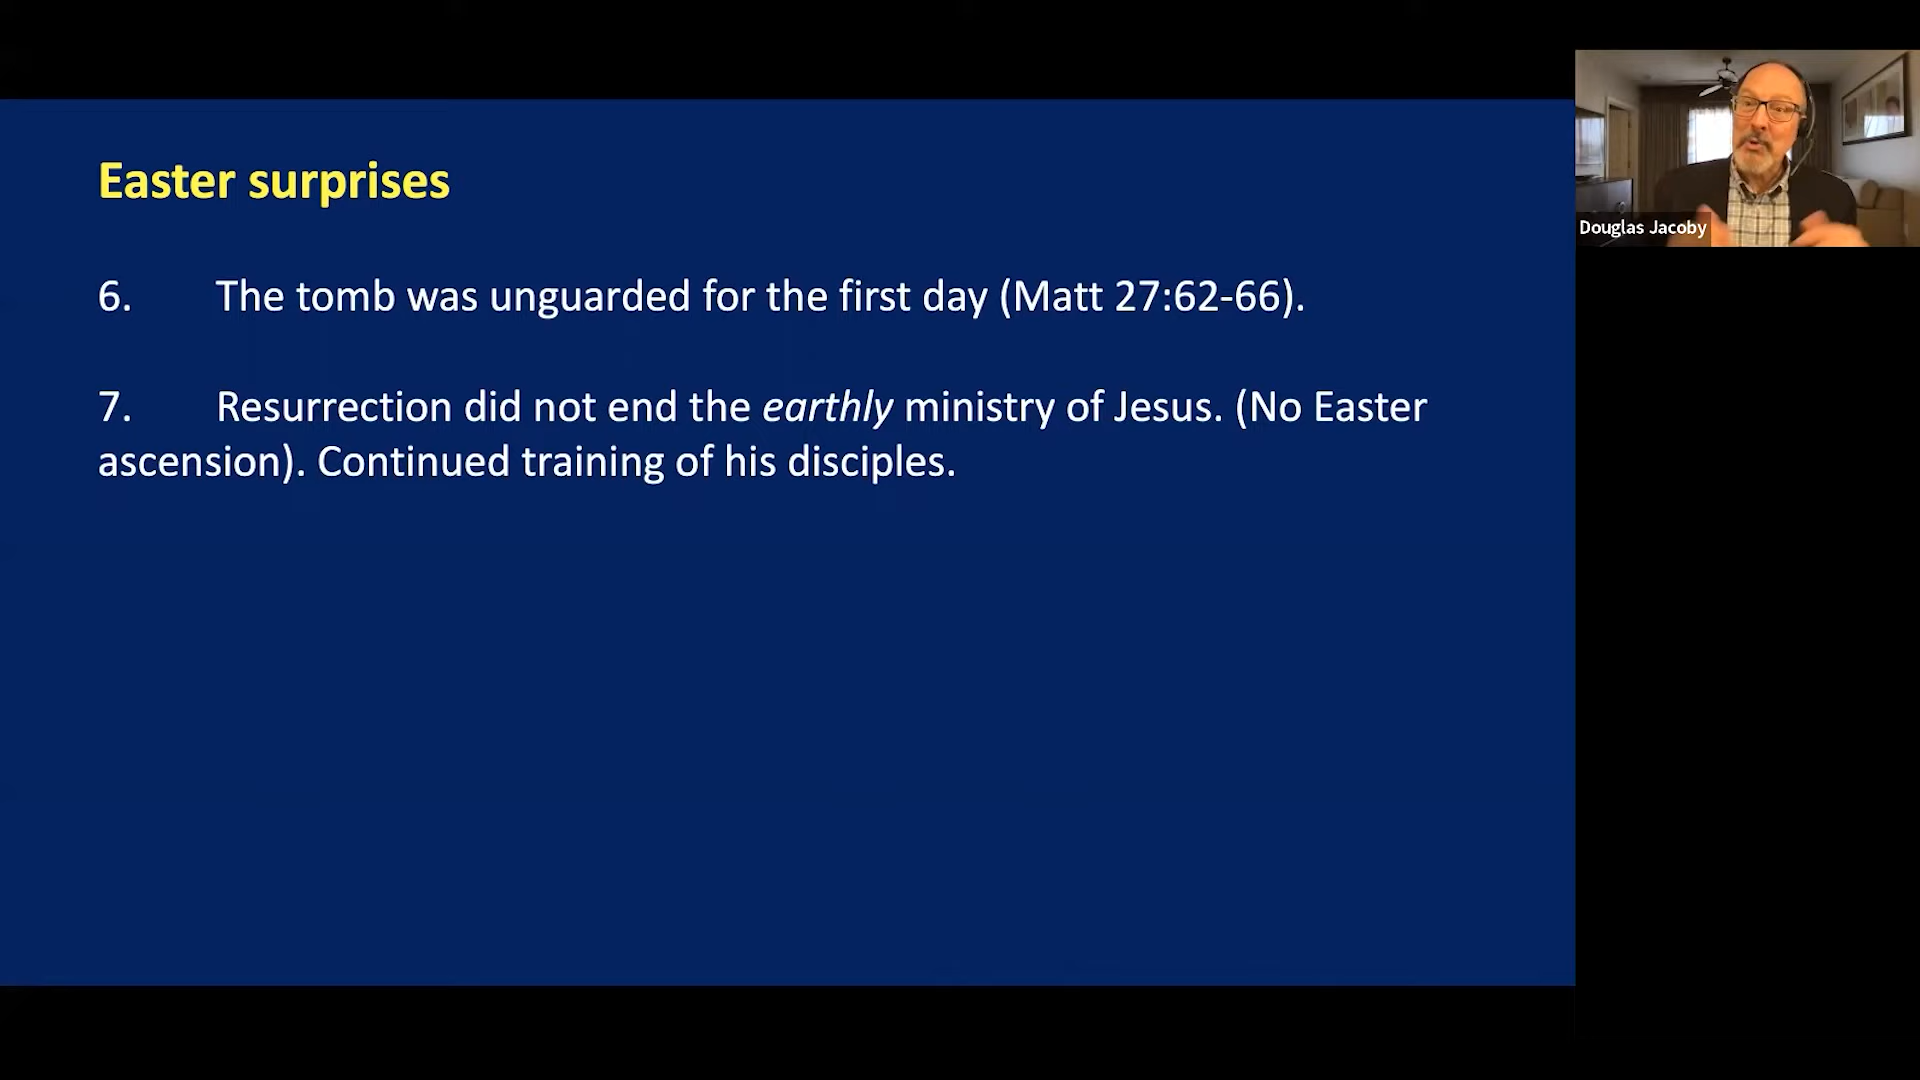 Easter surprises
6. The tomb was unguarded for the first day (Matt 27:62-66).
7. Resurrection did not end the earthly ministry of Jesus. (No Easter
ascension). Continued training of his disciples.
Douglas Jacoby